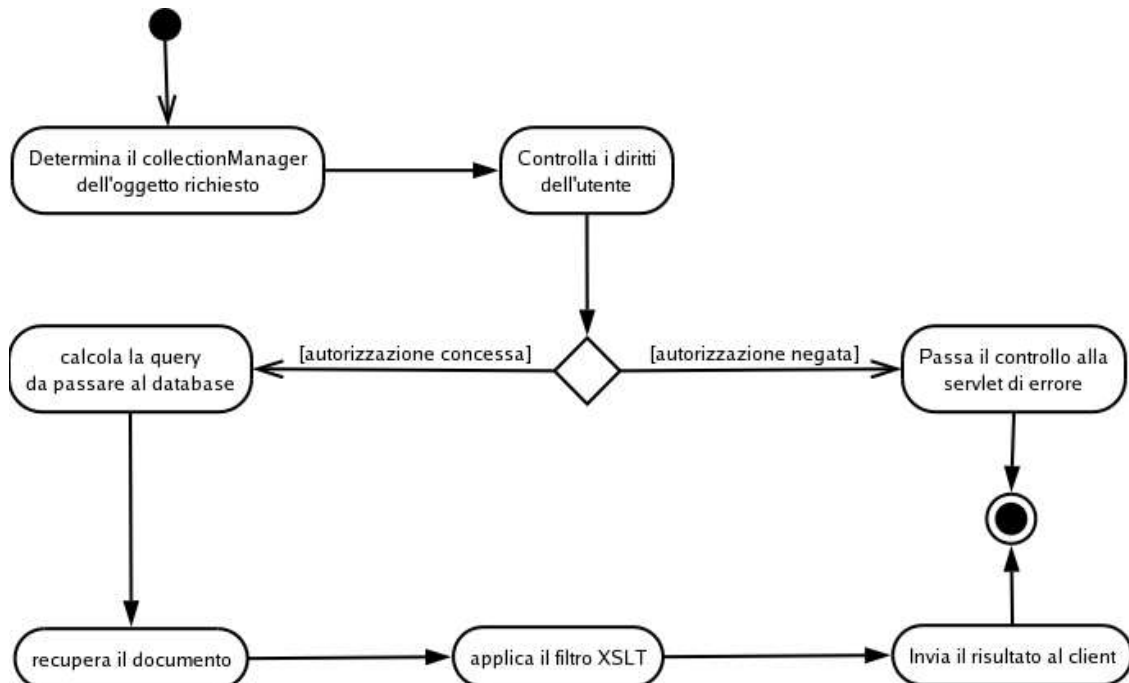 Determina il collectionManager
dell'oggetto richiesto
Controlla i diritti
dell'utente
calcola la query
da passare al database
[autorizzazione concessa]
[autorizzazione negata]
Passa il controllo alla
servlet di errore
recupera il documento
applica il filtro XSLT
Invia il risultato al client